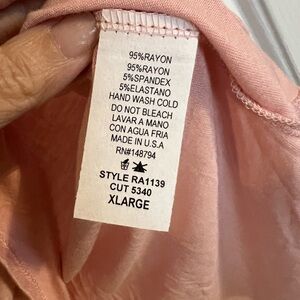 95%RAYON
95%RAYON
5%SPANDEX
5%ELASTANO
HAND WASH COLD
DO NOT BLEACH
LAVAR A MANO
CON AGUA FRIA
MADE IN U.S.A
RN#148794
STYLE RA1139
CUT 5340
XLARGE